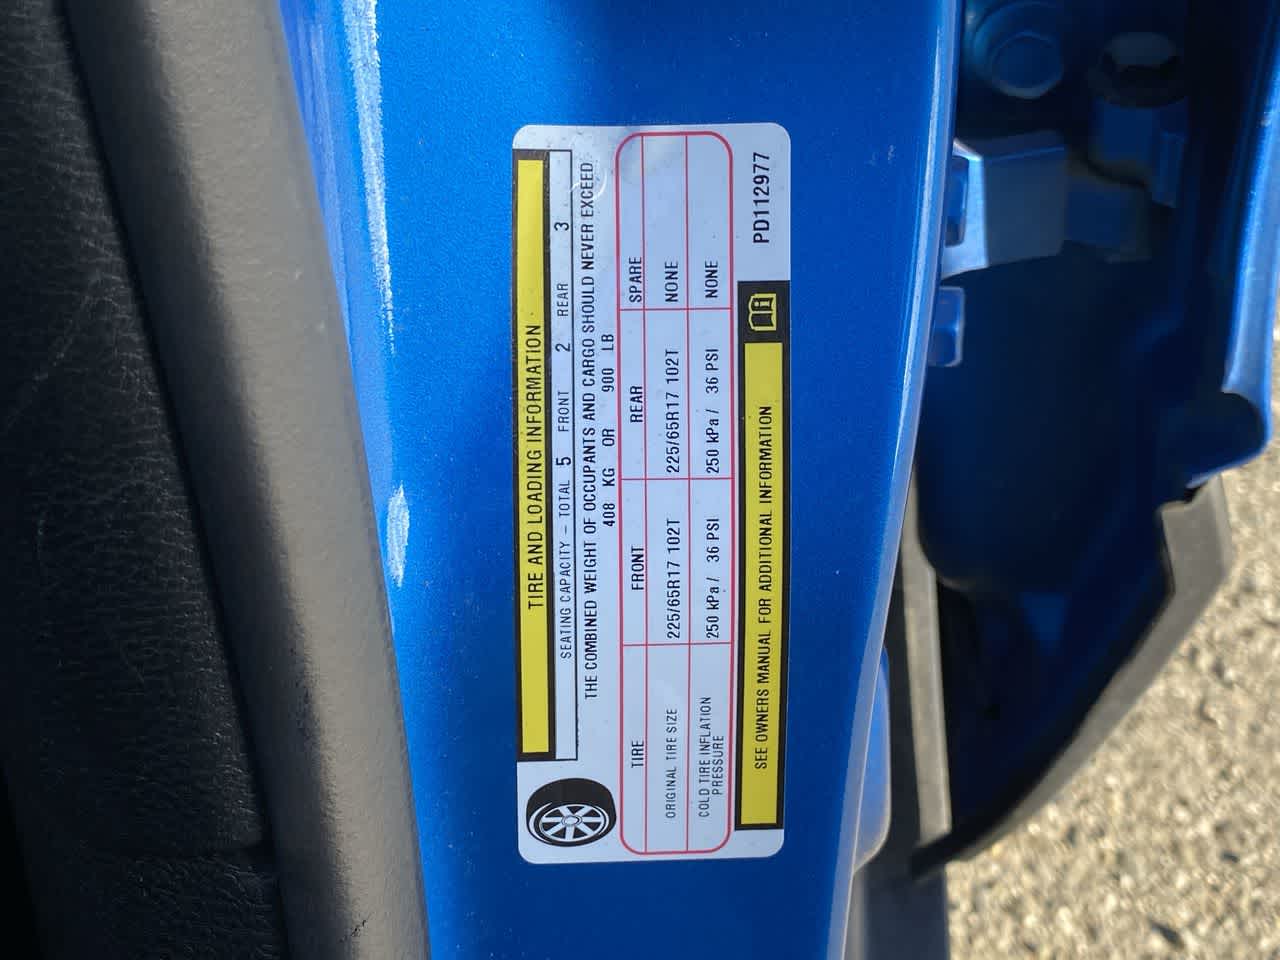 TIRE AND LOADING INFORMATION
SEATING CAPACITY – TOTAL 5 FRONT 2 REAR 3
THE COMBINED WEIGHT OF OCCUPANTS AND CARGO SHOULD NEVER EXCEED
408 KG OR 900 LB
TIRE FRONT REAR SPARE
ORIGINAL TIRE SIZE 225/65R17 102T 225/65R17 102T NONE
COLD TIRE INFLATION
PRESSURE 250 kPa / 36 PSI 250 kPa / 36 PSI NONE
SEE OWNERS MANUAL FOR ADDITIONAL INFORMATION
PD112977